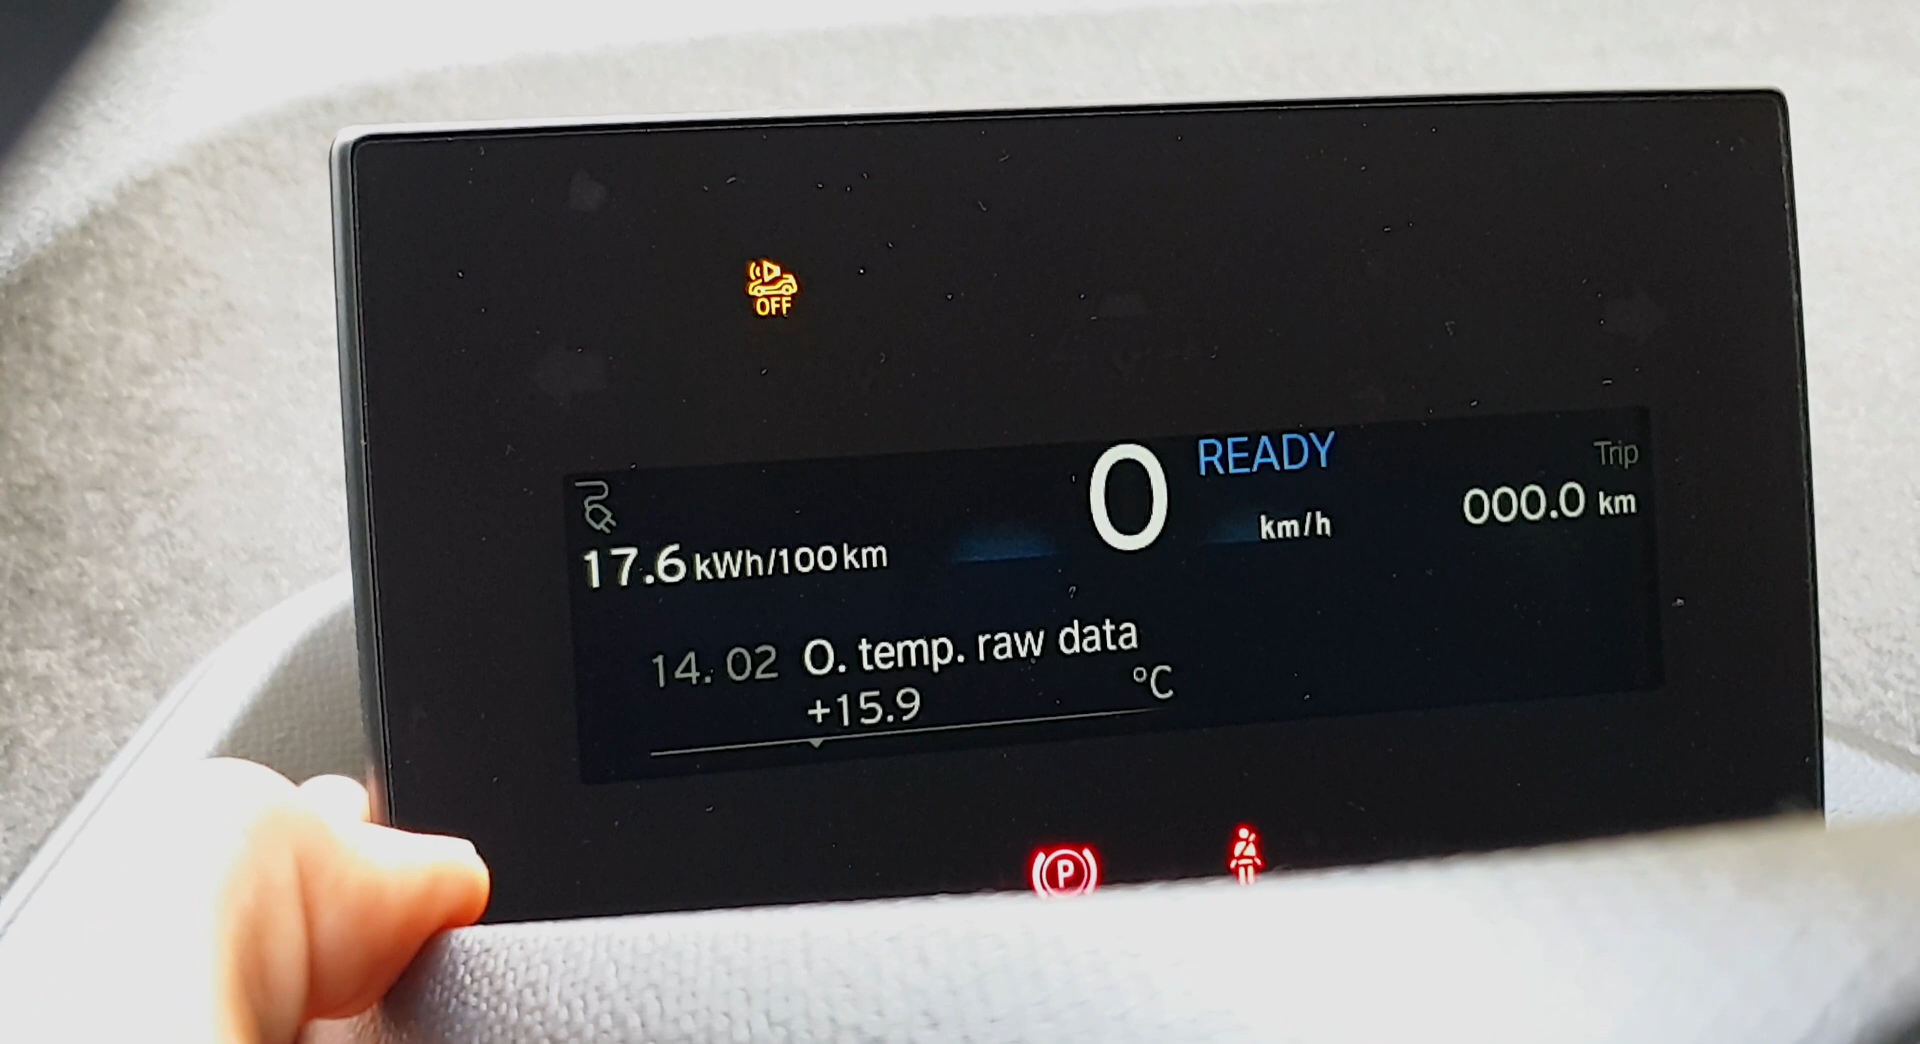 OFF
0 READY
km/h
Trip
000.0 km
17.6 kWh/100 km
14. 02 O. temp. raw data
+15.9 °C
P